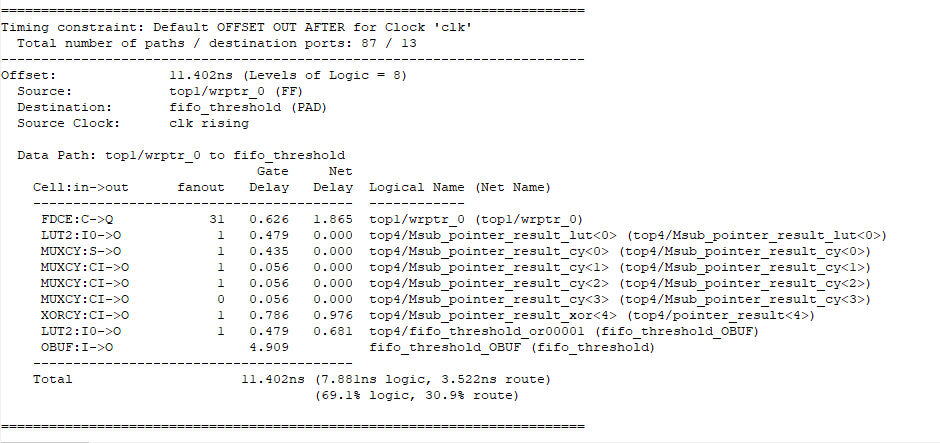 =========================================================================
Timing constraint: Default OFFSET OUT AFTER for Clock 'clk'
  Total number of paths / destination ports: 87 / 13
-------------------------------------------------------------------------
Offset:              11.402ns (Levels of Logic = 8)
  Source:            top1/wrptr_0 (FF)
  Destination:       fifo_threshold (PAD)
  Source Clock:      clk rising

  Data Path: top1/wrptr_0 to fifo_threshold
                                Gate     Net
    Cell:in->out      fanout   Delay   Delay  Logical Name (Net Name)
    ----------------------------------------  ------------
     FDCE:C->Q            31   0.626   1.865  top1/wrptr_0 (top1/wrptr_0)
     LUT2:I0->O            1   0.479   0.000  top4/Msub_pointer_result_lut<0> (top4/Msub_pointer_result_lut<0>)
     MUXCY:S->O            1   0.435   0.000  top4/Msub_pointer_result_cy<0> (top4/Msub_pointer_result_cy<0>)
     MUXCY:CI->O           1   0.056   0.000  top4/Msub_pointer_result_cy<1> (top4/Msub_pointer_result_cy<1>)
     MUXCY:CI->O           1   0.056   0.000  top4/Msub_pointer_result_cy<2> (top4/Msub_pointer_result_cy<2>)
     MUXCY:CI->O           0   0.056   0.000  top4/Msub_pointer_result_cy<3> (top4/Msub_pointer_result_cy<3>)
     XORCY:CI->O           1   0.786   0.976  top4/Msub_pointer_result_xor<4> (top4/pointer_result<4>)
     LUT2:I0->O            1   0.479   0.681  top4/fifo_threshold_or00001 (fifo_threshold_OBUF)
     OBUF:I->O                 4.909          fifo_threshold_OBUF (fifo_threshold)
    ----------------------------------------
    Total                     11.402ns (7.881ns logic, 3.522ns route)
                                       (69.1% logic, 30.9% route)

=========================================================================